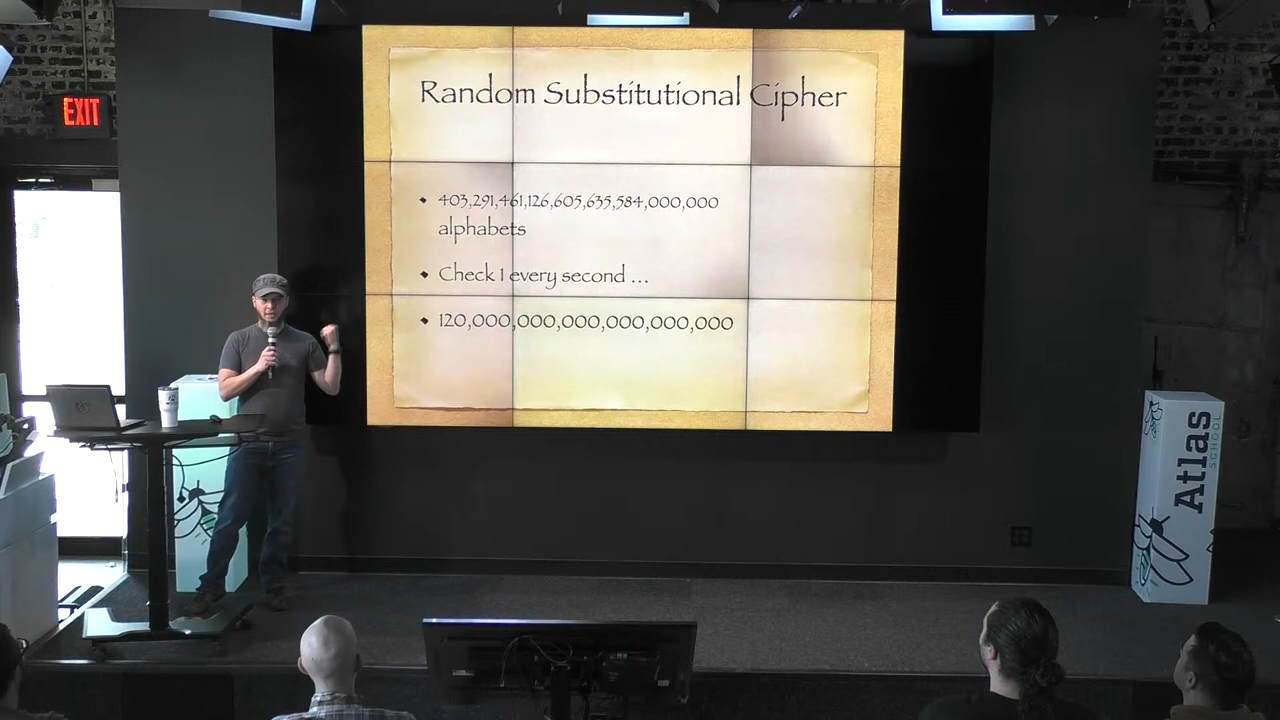 EXIT
Random Substitutional Cipher
• 403,291,461,126,605,635,584,000,000
alphabets
• Check 1 every second ...
• 120,000,000,000,000,000,000
Atlas
SCHOOL